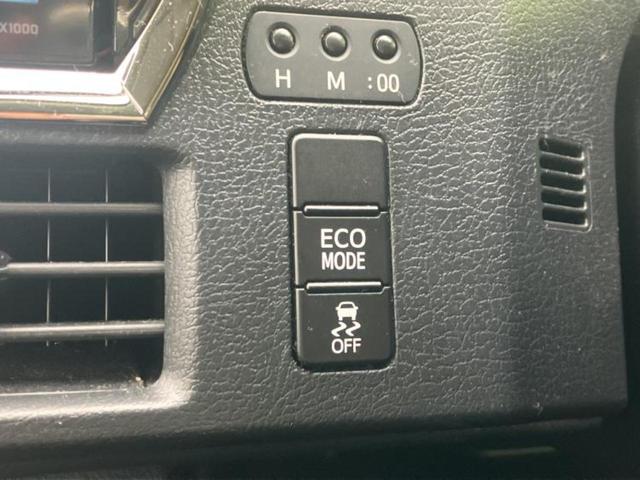 X1000
H M :00
ECO
MODE
OFF